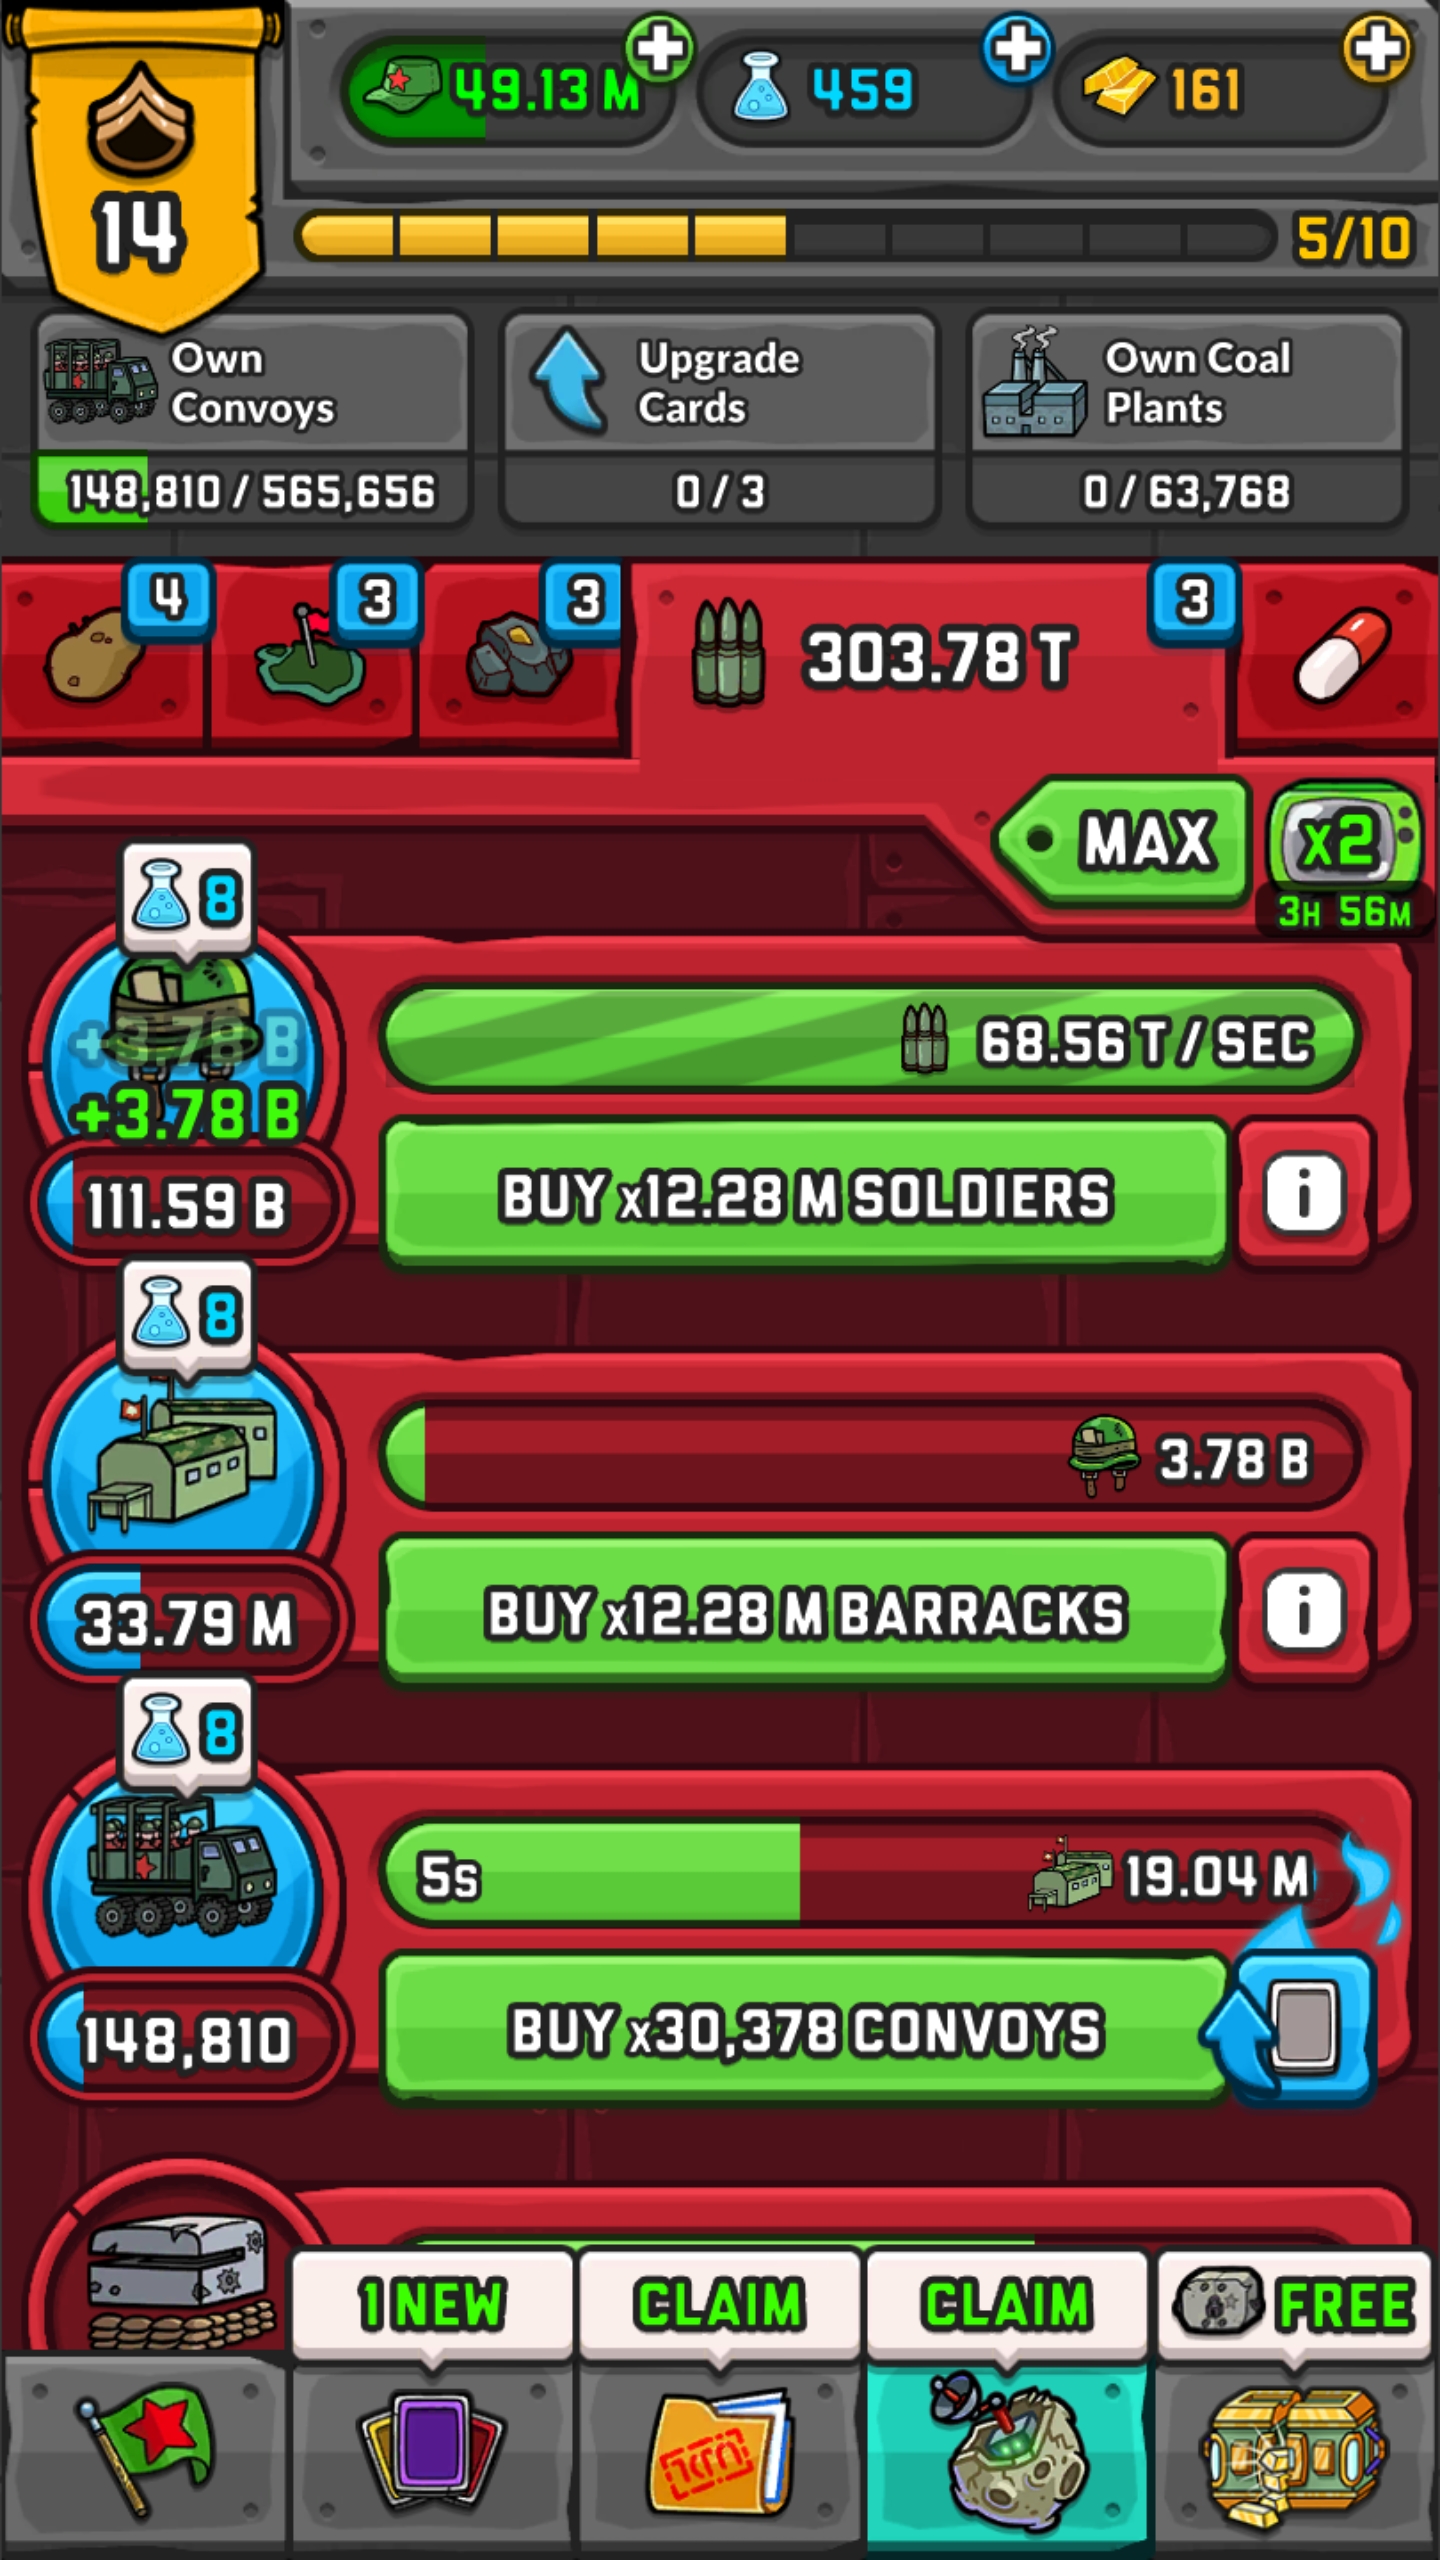 49.13 M
459
161
14
5/10
Own
Convoys
Upgrade
Cards
Own Coal
Plants
148,810 / 565,656
0 / 3
0 / 63,768
4
3
3
303.78 T
3
MAX
x2
3H 56M
8
+3.78 B
+3.78 B
68.56 T / SEC
111.59 B
BUY x12.28 M SOLDIERS
i
8
3.78 B
33.79 M
BUY x12.28 M BARRACKS
i
8
5s
19.04 M
148,810
BUY x30,378 CONVOYS
1 NEW
CLAIM
CLAIM
FREE